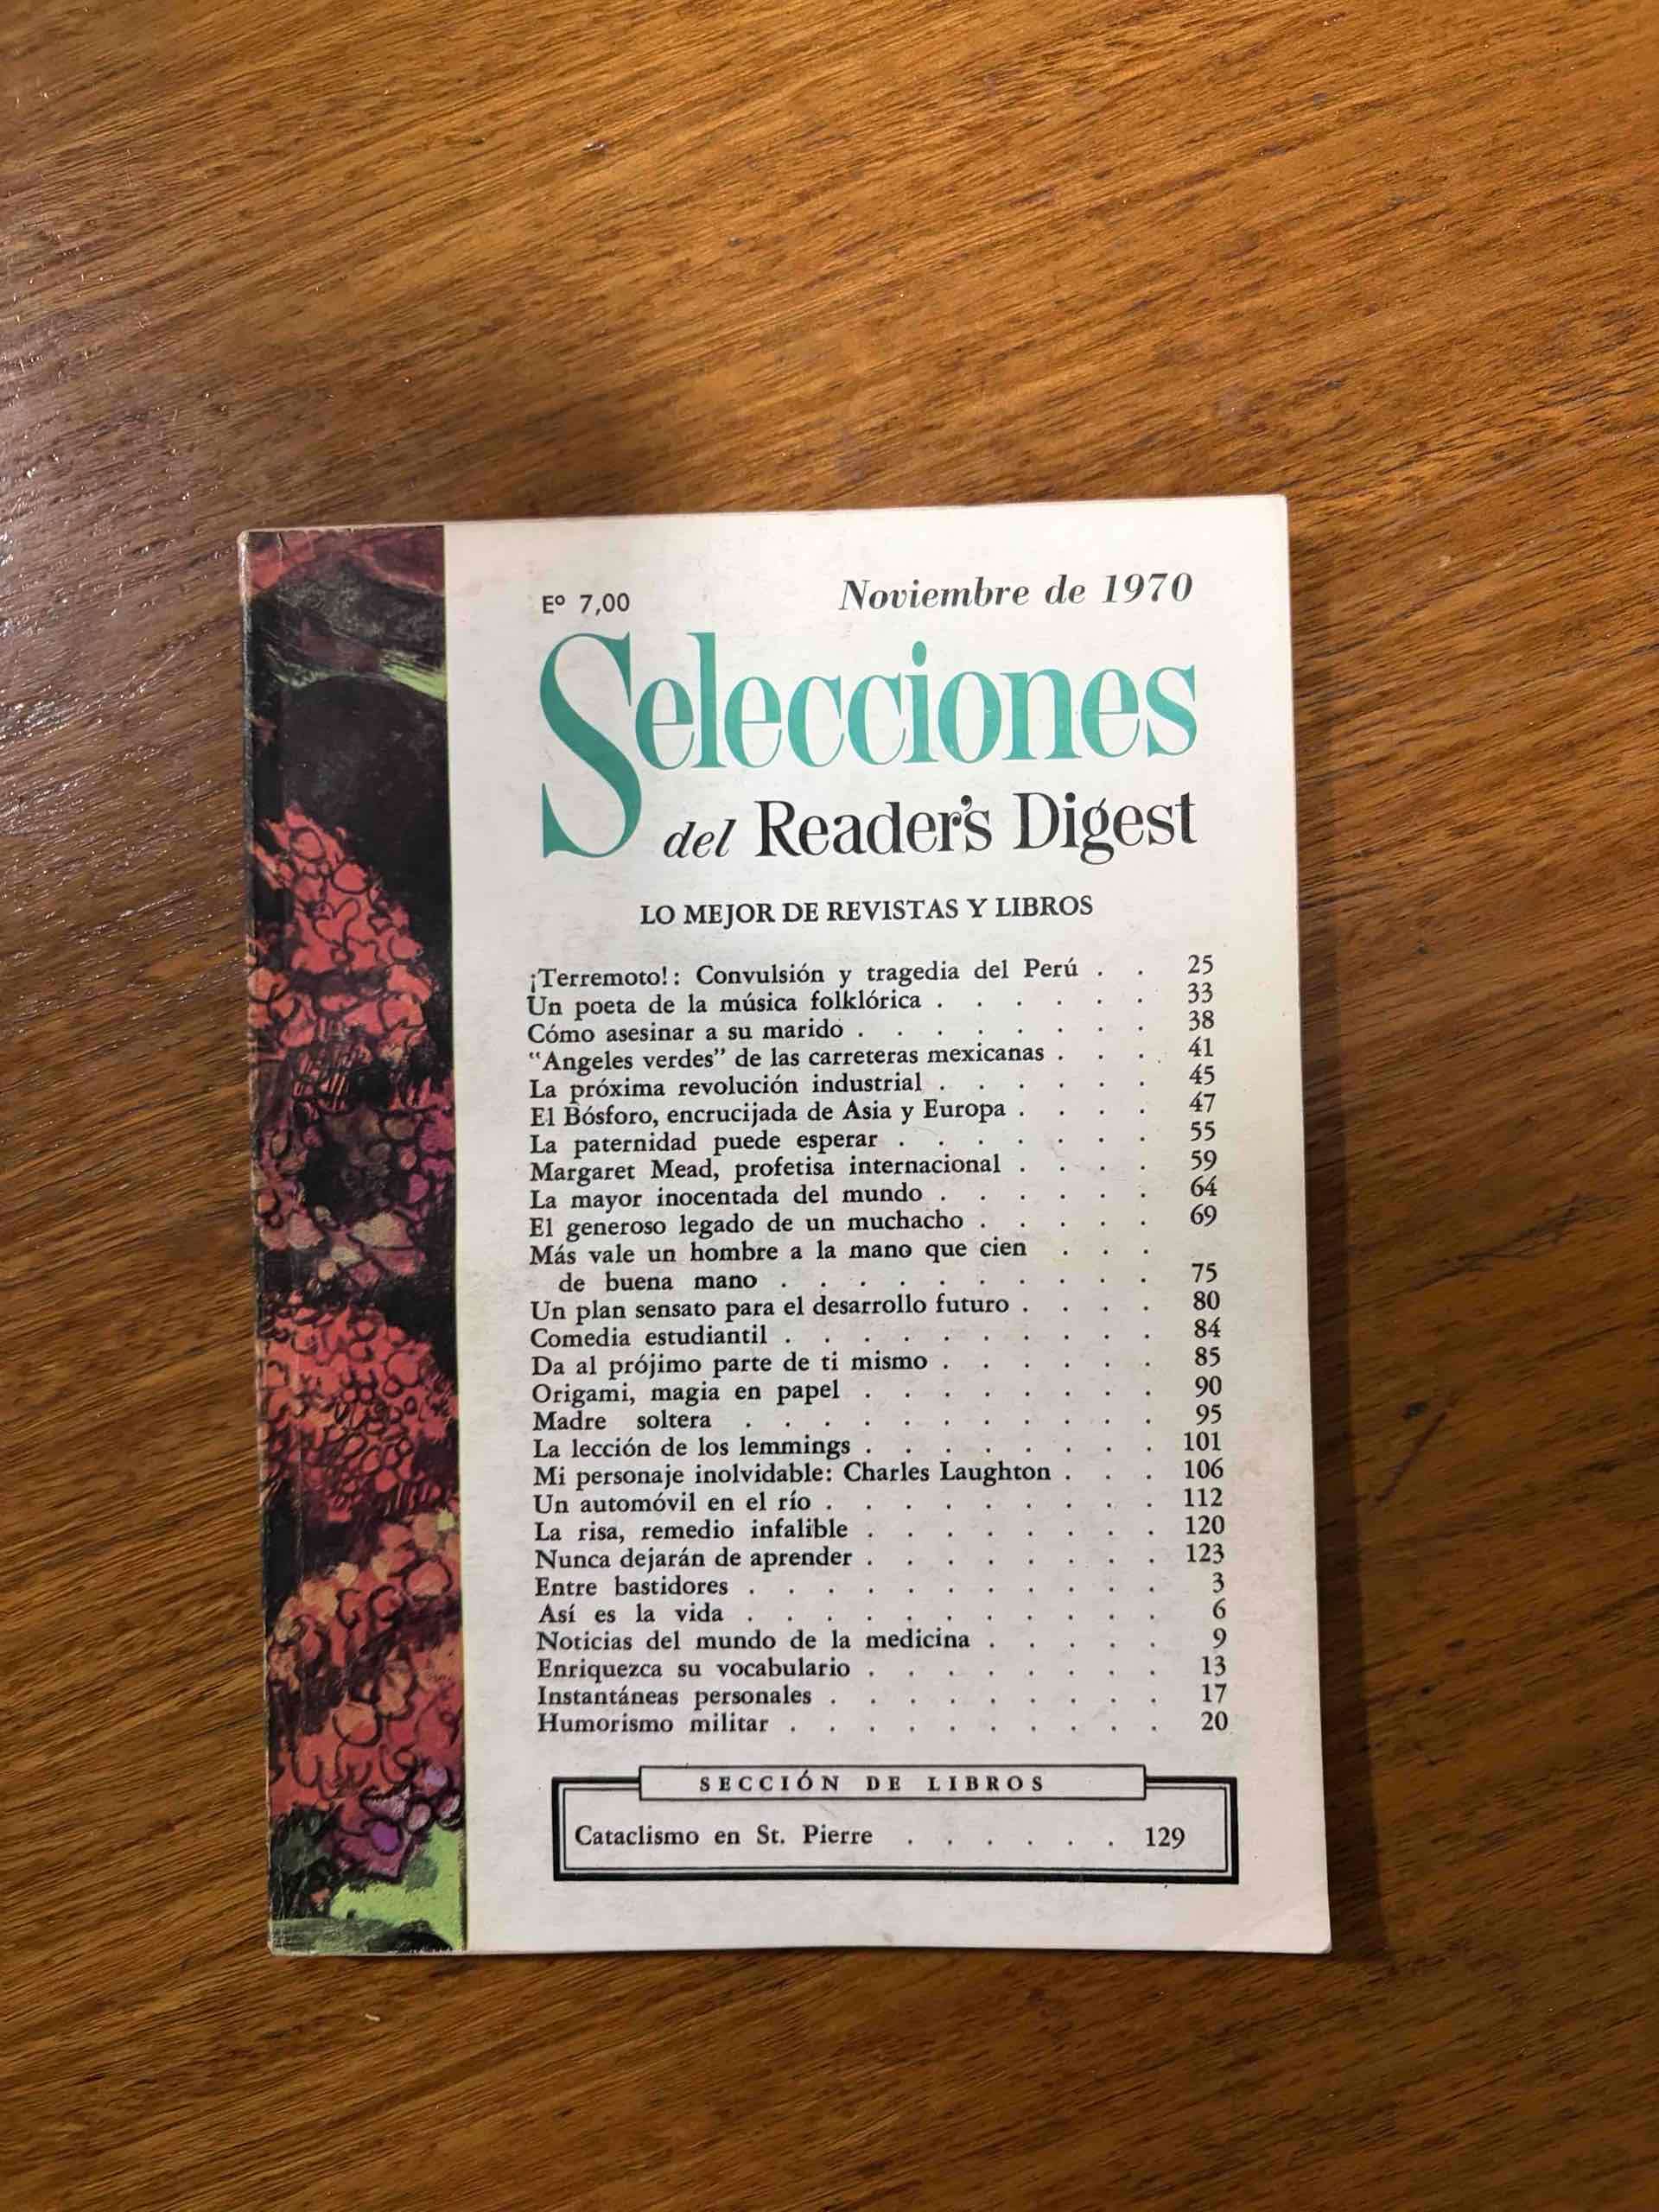 Eº 7,00
Noviembre de 1970
Selecciones
del Reader's Digest
LO MEJOR DE REVISTAS Y LIBROS
¡Terremoto!: Convulsión y tragedia del Perú . . 25
Un poeta de la música folklórica . . . . . . 33
Cómo asesinar a su marido . . . . . . . . 38
“Angeles verdes” de las carreteras mexicanas . . . 41
La próxima revolución industrial . . . . . . 45
El Bósforo, encrucijada de Asia y Europa . . . . 47
La paternidad puede esperar . . . . . . . 55
Margaret Mead, profetisa internacional . . . . 59
La mayor inocentada del mundo . . . . . . 64
El generoso legado de un muchacho . . . . . 69
Más vale un hombre a la mano que cien . . .
de buena mano . . . . . . . . . . 75
Un plan sensato para el desarrollo futuro . . . . 80
Comedia estudiantil . . . . . . . . . . 84
Da al prójimo parte de ti mismo . . . . . . 85
Origami, magia en papel . . . . . . . . 90
Madre soltera . . . . . . . . . . . 95
La lección de los lemmings . . . . . . . . 101
Mi personaje inolvidable: Charles Laughton . . . 106
Un automóvil en el río . . . . . . . . . 112
La risa, remedio infalible . . . . . . . . 120
Nunca dejarán de aprender . . . . . . . . 123
Entre bastidores . . . . . . . . . . . 3
Así es la vida . . . . . . . . . . . 6
Noticias del mundo de la medicina . . . . . 9
Enriquezca su vocabulario . . . . . . . . 13
Instantáneas personales . . . . . . . . . 17
Humorismo militar . . . . . . . . . . 20
SECCIÓN DE LIBROS
Cataclismo en St. Pierre . . . . . . 129